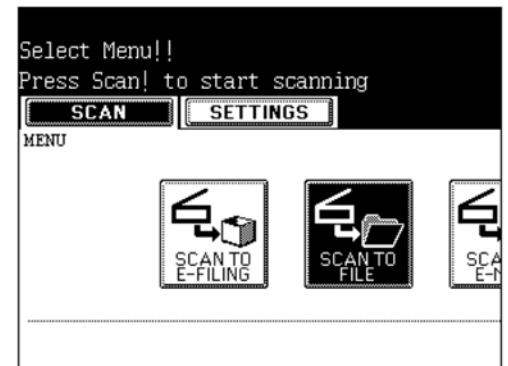 Select Menu!!
Press Scan! to start scanning
SCAN SETTINGS
MENU
SCAN TO
E-FILING
SCAN TO
FILE